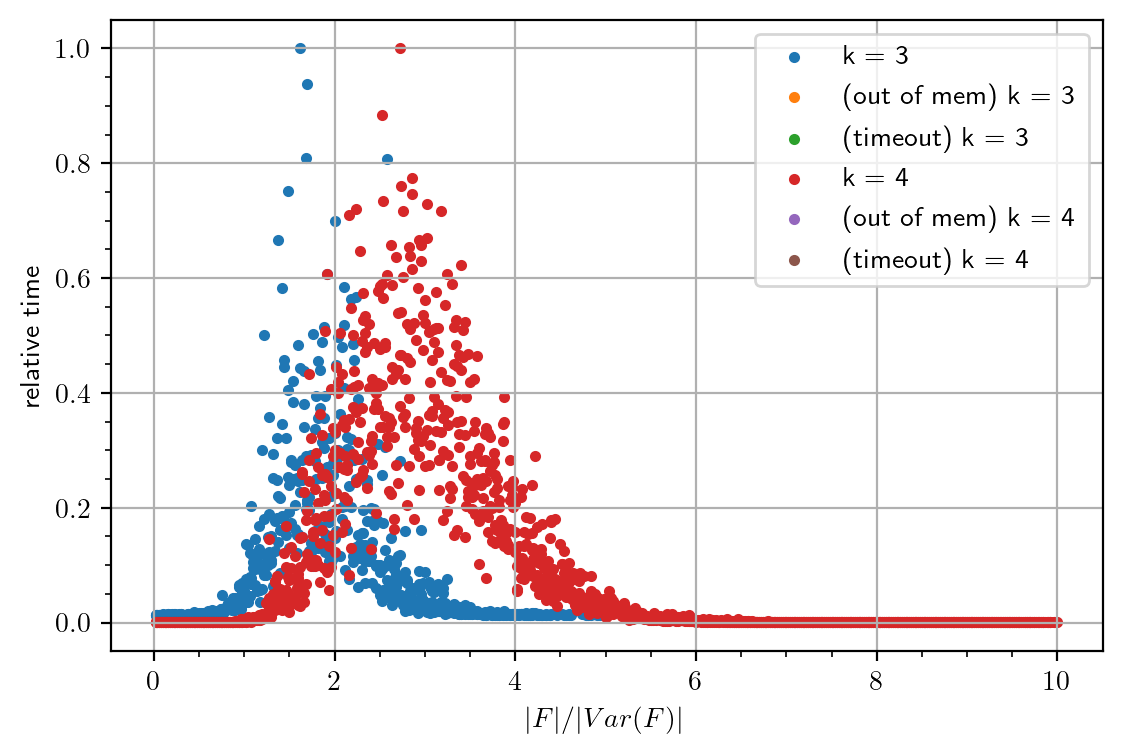 1.0
0.8
0.6
0.4
0.2
0.0
relative time
k = 3
(out of mem) k = 3
(timeout) k = 3
k = 4
(out of mem) k = 4
(timeout) k = 4
0 2 4 6 8 10
|F|/|Var(F)|